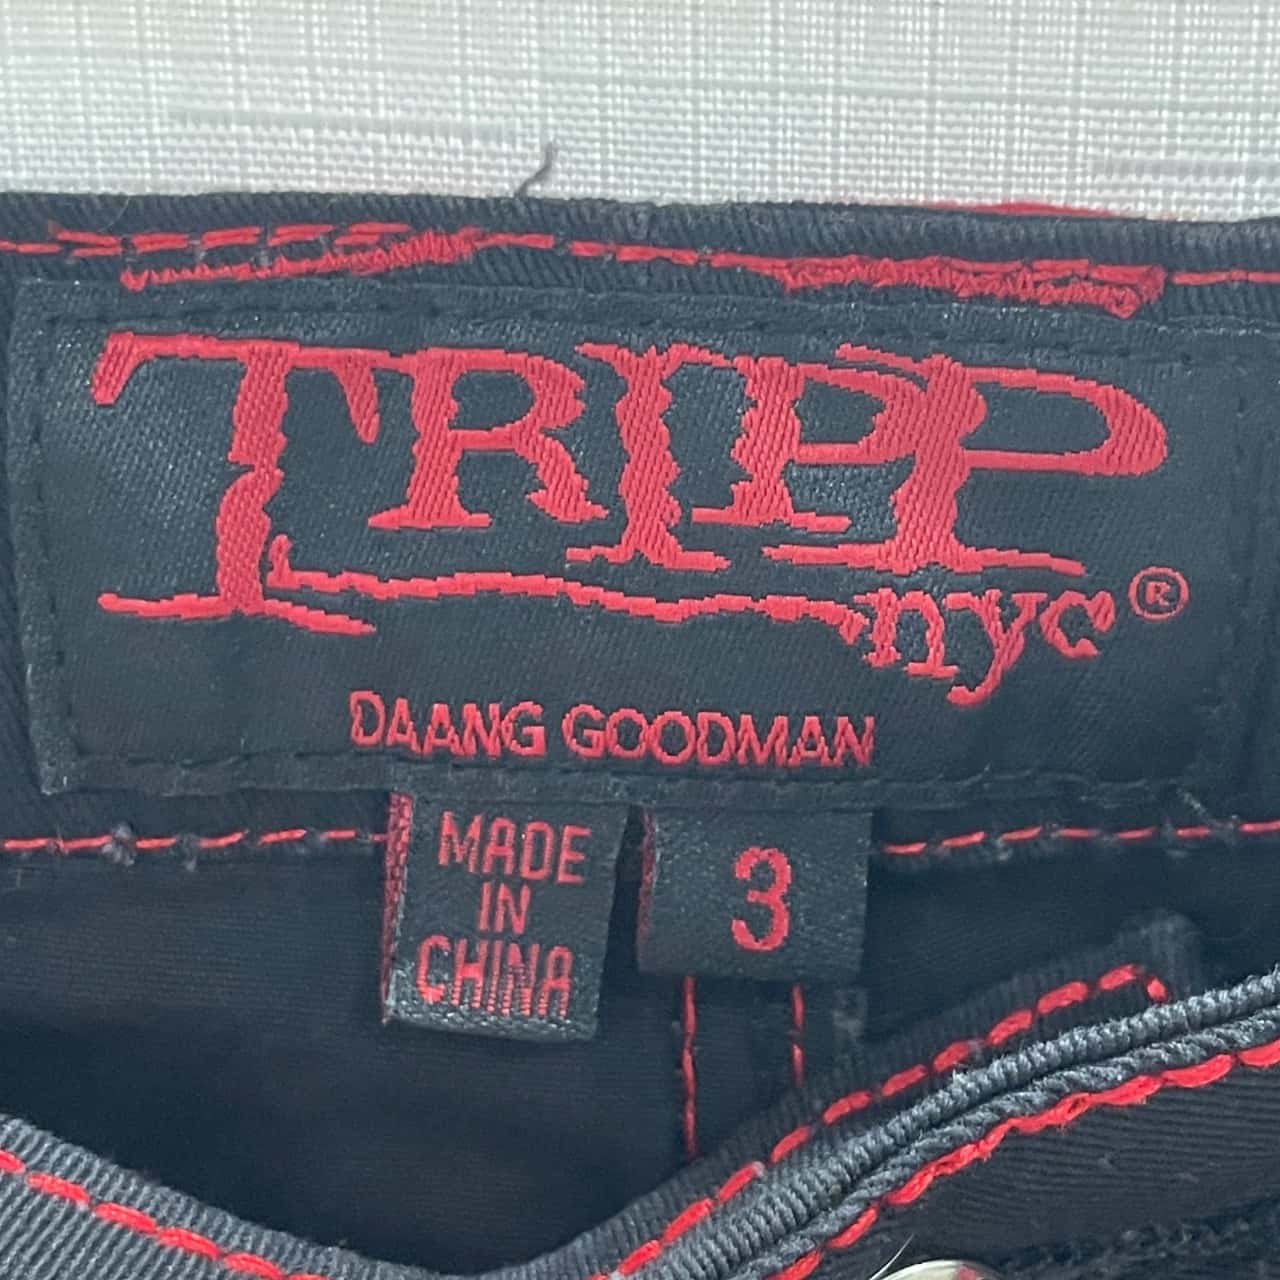 TRIPP
nyc®
DAANG GOODMAN
MADE
IN
CHINA
3